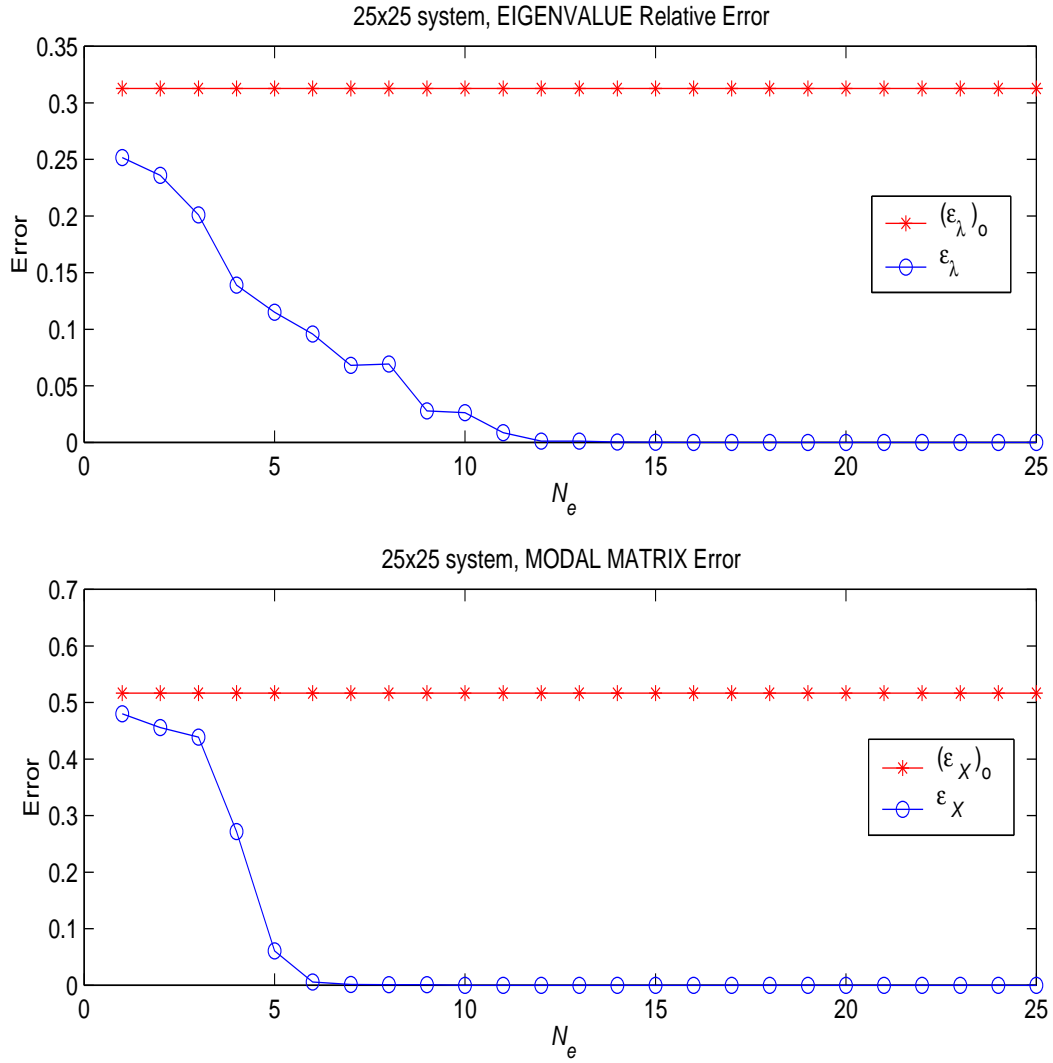 25x25 system, EIGENVALUE Relative Error
0.35
0.3
0.25
0.2
0.15
0.1
0.05
0
Error
(ε_λ)_o
ε_λ
0 5 10 15 20 25
N_e
25x25 system, MODAL MATRIX Error
0.7
0.6
0.5
0.4
0.3
0.2
0.1
0
Error
(ε_X)_o
ε_X
0 5 10 15 20 25
N_e